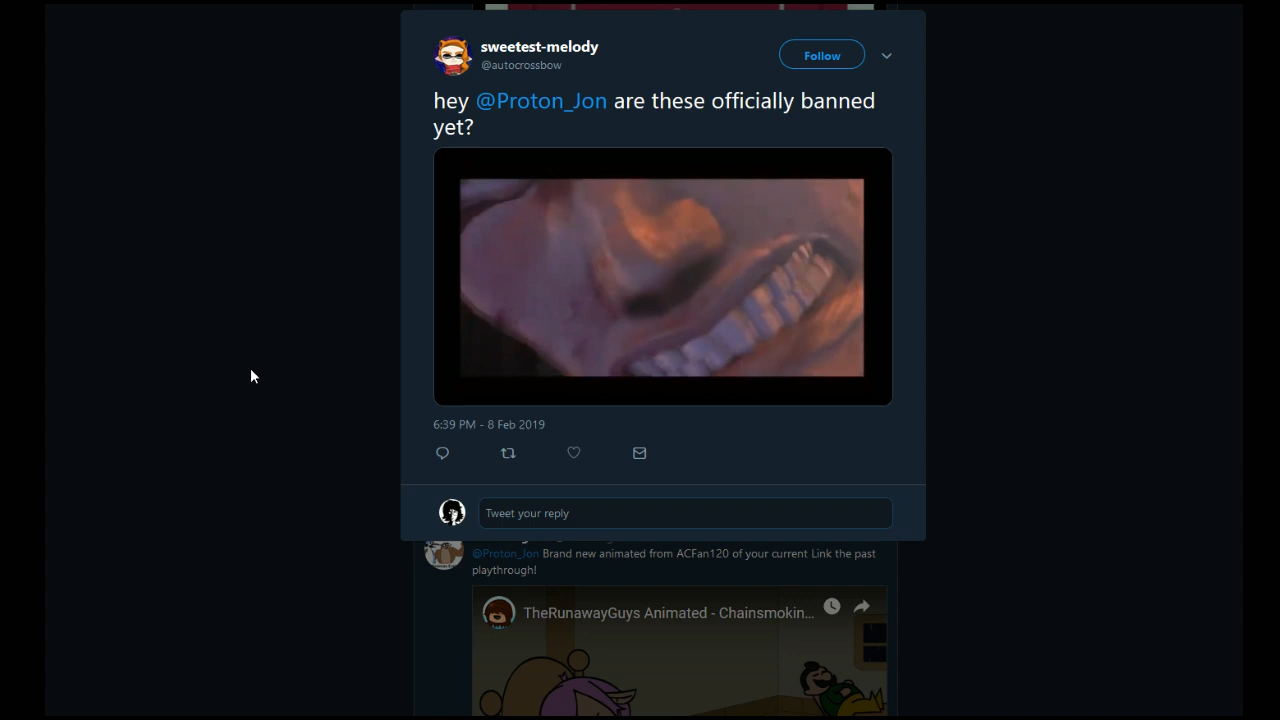 sweetest-melody
@autocrossbow
Follow
hey @Proton_Jon are these officially banned
yet?
6:39 PM - 8 Feb 2019
Tweet your reply
@Proton_Jon Brand new animated from ACFan120 of your current Link the past
playthrough!
TheRunawayGuys Animated - Chainsmokin...